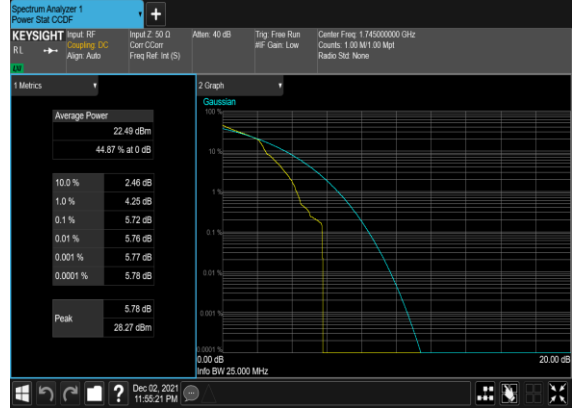 Spectrum Analyzer 1
Power Stat CCDF
+
KEYSIGHT
RL
Input: RF
Coupling: DC
Align: Auto
Input Z: 50 Ω
Corr CCorr
Freq Ref: Int (S)
Atten: 40 dB
Trig: Free Run
#IF Gain: Low
Center Freq: 1.745000000 GHz
Counts: 1.00 M/1.00 Mpt
Radio Std: None
1 Metrics
Average Power
22.49 dBm
44.87 % at 0 dB
10.0 % 2.46 dB
1.0 % 4.25 dB
0.1 % 5.72 dB
0.01 % 5.76 dB
0.001 % 5.77 dB
0.0001 % 5.78 dB
Peak
5.78 dB
28.27 dBm
2 Graph
Gaussian
100 %
10 %
1 %
0.1 %
0.01 %
0.001 %
0.0001 %
0.00 dB
20.00 dB
Info BW 25.000 MHz
?
Dec 02, 2021
11:55:21 PM